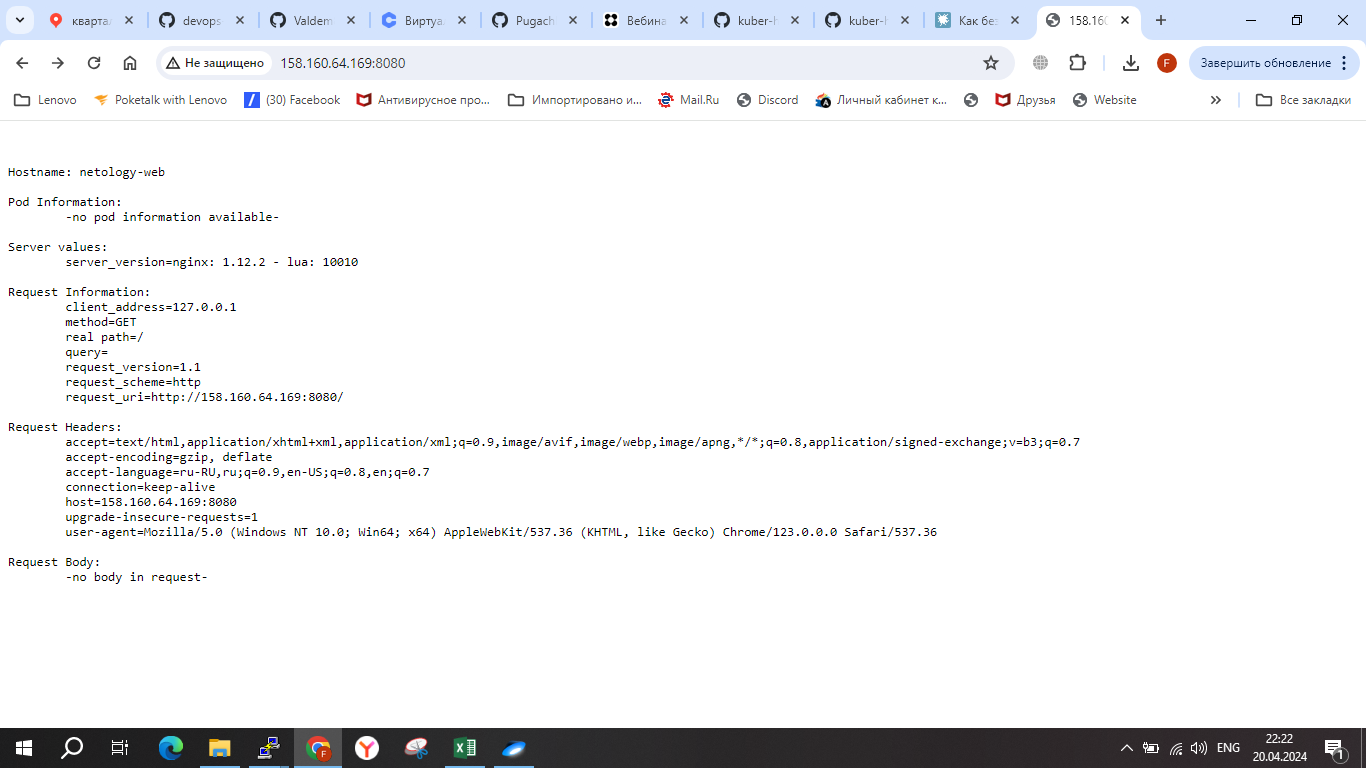 квартал
devops
Valdem
Виртуал
Pugach
Вебина
kuber-h
kuber-h
Как без
158.160
Не защищено
158.160.64.169:8080
F
Завершить обновление
Lenovo
Poketalk with Lenovo
(30) Facebook
Антивирусное про...
Импортировано и...
Mail.Ru
Discord
Личный кабинет к...
Друзья
Website
Все закладки
Hostname: netology-web
Pod Information:
-no pod information available-
Server values:
server_version=nginx: 1.12.2 - lua: 10010
Request Information:
client_address=127.0.0.1
method=GET
real path=/
query=
request_version=1.1
request_scheme=http
request_uri=http://158.160.64.169:8080/
Request Headers:
accept=text/html,application/xhtml+xml,application/xml;q=0.9,image/avif,image/webp,image/apng,*/*;q=0.8,application/signed-exchange;v=b3;q=0.7
accept-encoding=gzip, deflate
accept-language=ru-RU,ru;q=0.9,en-US;q=0.8,en;q=0.7
connection=keep-alive
host=158.160.64.169:8080
upgrade-insecure-requests=1
user-agent=Mozilla/5.0 (Windows NT 10.0; Win64; x64) AppleWebKit/537.36 (KHTML, like Gecko) Chrome/123.0.0.0 Safari/537.36
Request Body:
-no body in request-
ENG
22:22
20.04.2024
1